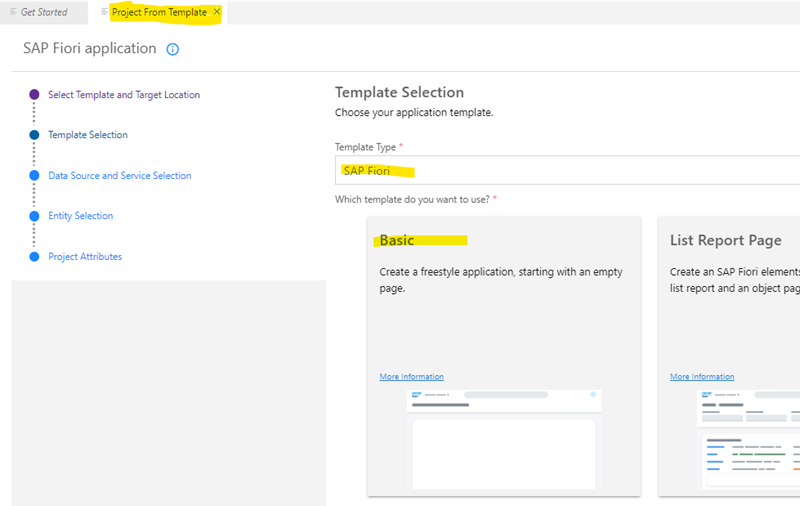 Get Started
Project From Template
SAP Fiori application
Select Template and Target Location
Template Selection
Data Source and Service Selection
Entity Selection
Project Attributes
Template Selection
Choose your application template.
Template Type *
SAP Fiori
Which template do you want to use? *
Basic
Create a freestyle application, starting with an empty
page.
More Information
SAP
List Report Page
Create an SAP Fiori elements
list report and an object pag
More Information
SAP